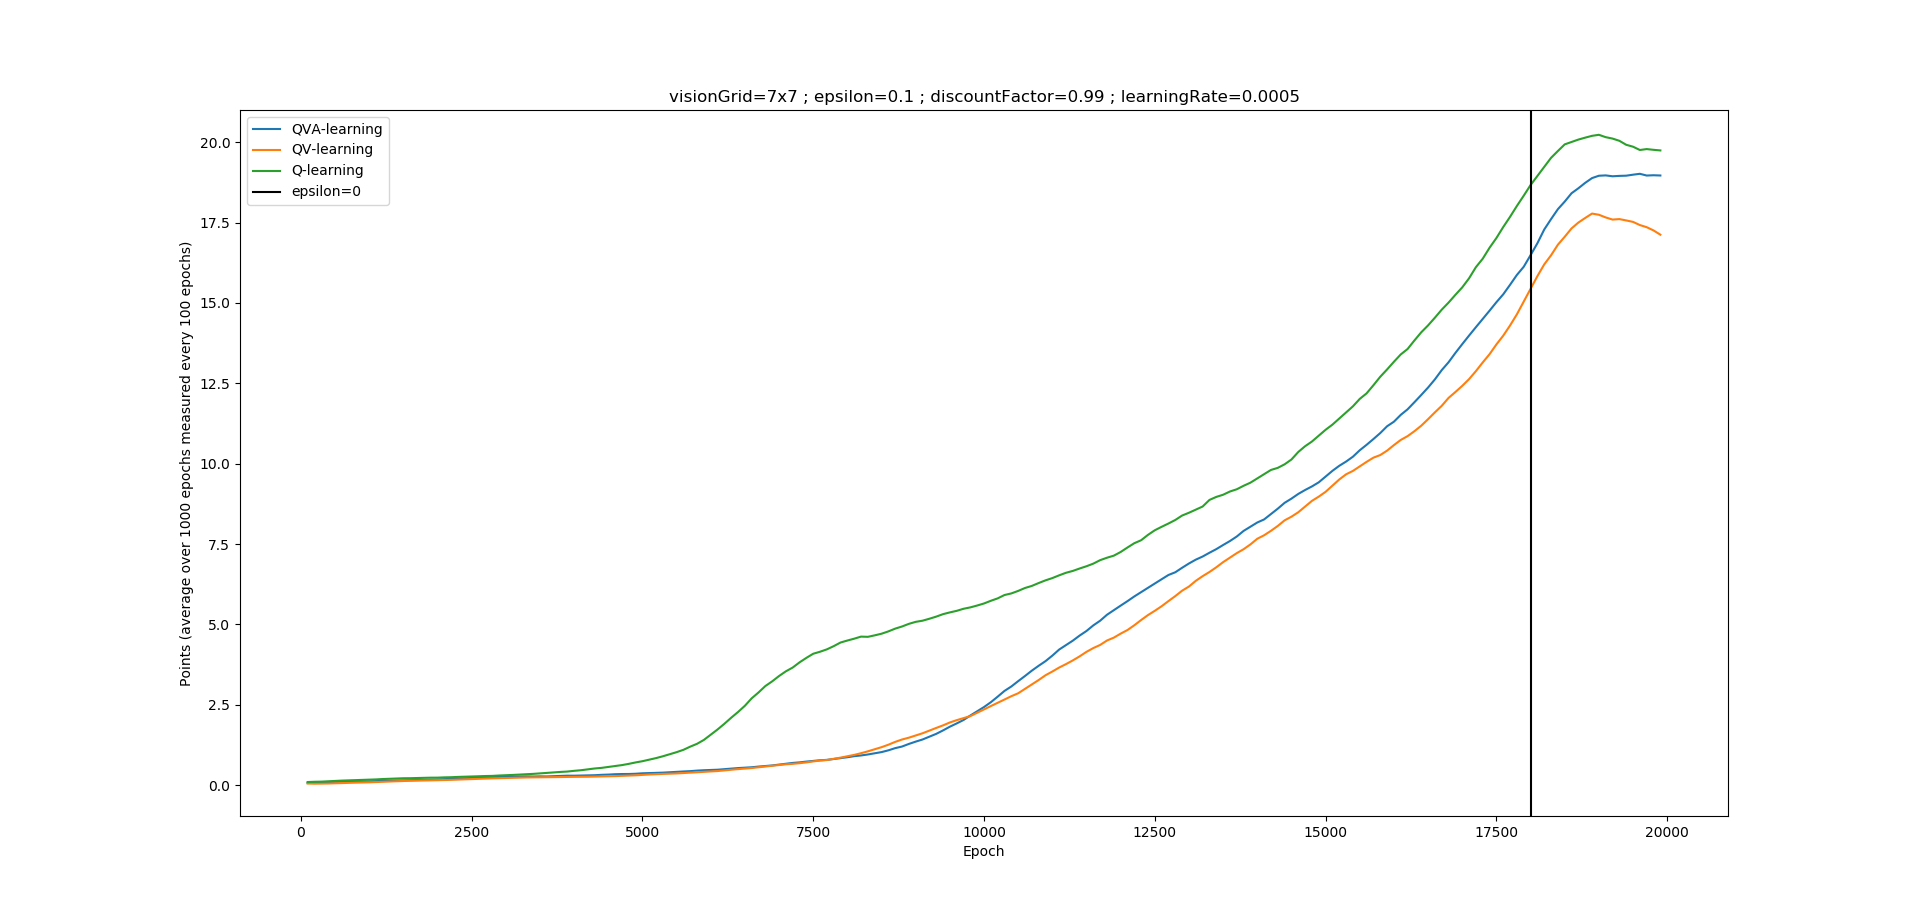 visionGrid=7x7 ; epsilon=0.1 ; discountFactor=0.99 ; learningRate=0.0005
QVA-learning
QV-learning
Q-learning
epsilon=0
Points (average over 1000 epochs measured every 100 epochs)
20.0
17.5
15.0
12.5
10.0
7.5
5.0
2.5
0.0
0 2500 5000 7500 10000 12500 15000 17500 20000
Epoch